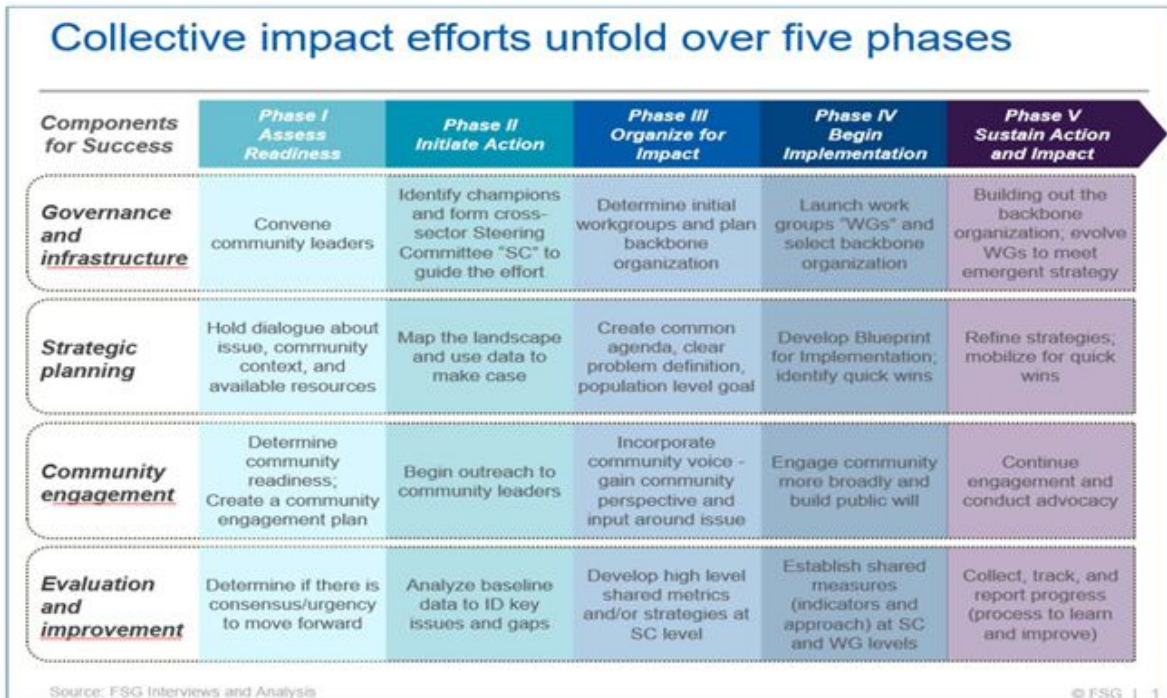 Collective impact efforts unfold over five phases
Components
for Success
Phase I
Assess
Readiness
Phase II
Initiate Action
Phase III
Organize for
Impact
Phase IV
Begin
Implementation
Phase V
Sustain Action
and Impact
Governance
and
infrastructure
Convene
community leaders
Identify champions
and form cross-
sector Steering
Committee "SC" to
guide the effort
Determine initial
workgroups and plan
backbone
organization
Launch work
groups "WGs" and
select backbone
organization
Building out the
backbone
organization; evolve
WGs to meet
emergent strategy
Strategic
planning
Hold dialogue about
issue, community
context, and
available resources
Map the landscape
and use data to
make case
Create common
agenda, clear
problem definition,
population level goal
Develop Blueprint
for Implementation;
identify quick wins
Refine strategies;
mobilize for quick
wins
Community
engagement
Determine
community
readiness;
Create a community
engagement plan
Begin outreach to
community leaders
Incorporate
community voice -
gain community
perspective and
input around issue
Engage community
more broadly and
build public will
Continue
engagement and
conduct advocacy
Evaluation
and
improvement
Determine if there is
consensus/urgency
to move forward
Analyze baseline
data to ID key
issues and gaps
Develop high level
shared metrics
and/or strategies at
SC level
Establish shared
measures
(indicators and
approach) at SC
and WG levels
Collect, track, and
report progress
(process to learn
and improve)
Source: FSG Interviews and Analysis
© FSG | 1